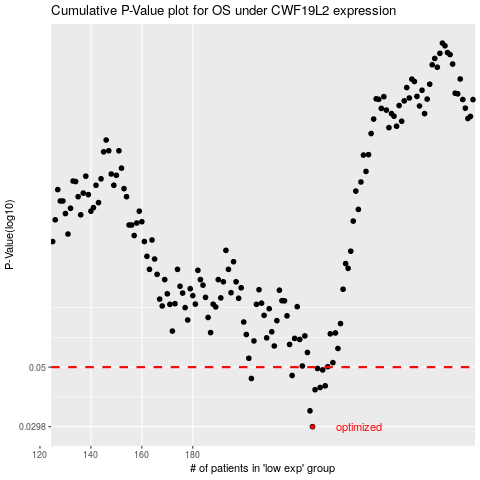 Cumulative P-Value plot for OS under CWF19L2 expression
P-Value(log10)
0.05
0.0298
optimized
120 140 160 180
# of patients in 'low exp' group